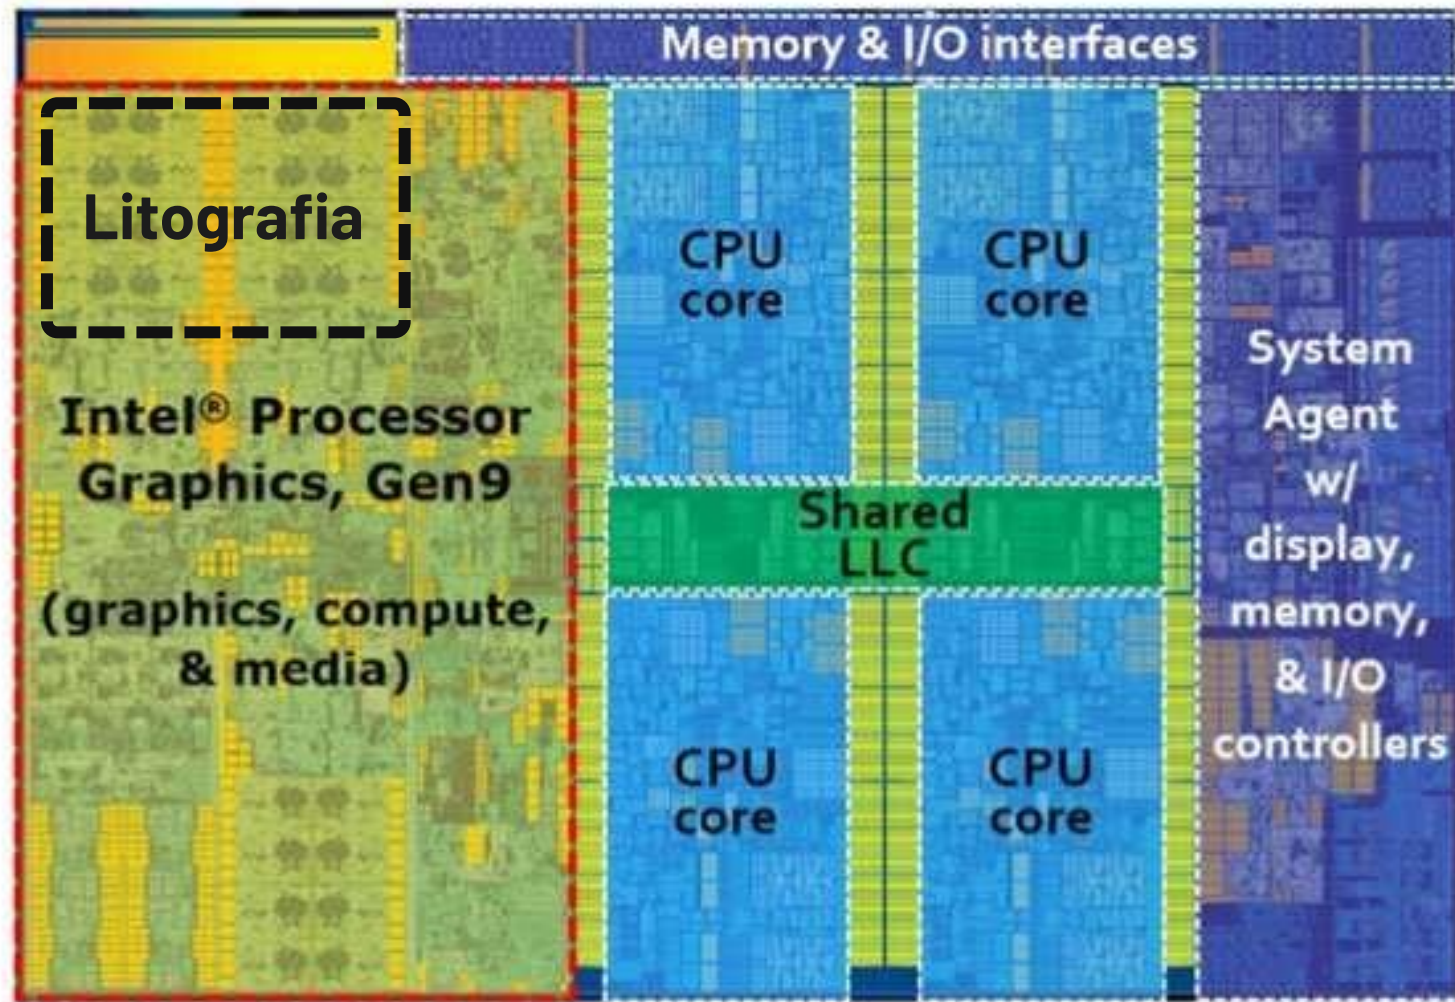 Memory & I/O interfaces
Litografia
Intel® Processor
Graphics, Gen9
(graphics, compute,
& media)
CPU
core
CPU
core
Shared
LLC
CPU
core
CPU
core
System
Agent
w/
display,
memory,
& I/O
controllers